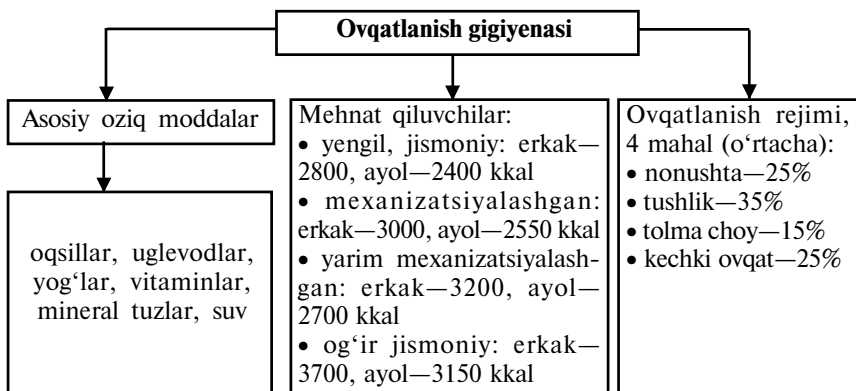 Ovqatlanish gigiyenasi
Asosiy oziq moddalar
oqsillar, uglevodlar,
yog‘lar, vitaminlar,
mineral tuzlar, suv
Mehnat qiluvchilar:
• yengil, jismoniy: erkak—
2800, ayol—2400 kkal
• mexanizatsiyalashgan:
erkak—3000, ayol—2550 kkal
• yarim mexanizatsiyalash-
gan: erkak—3200, ayol—
2700 kkal
• og‘ir jismoniy: erkak—
3700, ayol—3150 kkal
Ovqatlanish rejimi,
4 mahal (o‘rtacha):
• nonushta—25%
• tushlik—35%
• tolma choy—15%
• kechki ovqat—25%